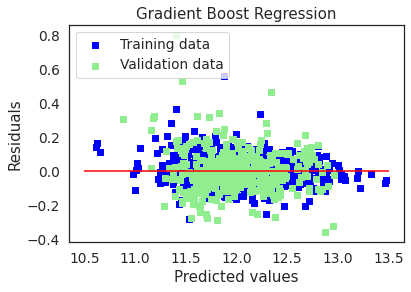 Gradient Boost Regression
Training data
Validation data
Residuals
0.8
0.6
0.4
0.2
0.0
−0.2
−0.4
10.5 11.0 11.5 12.0 12.5 13.0 13.5
Predicted values